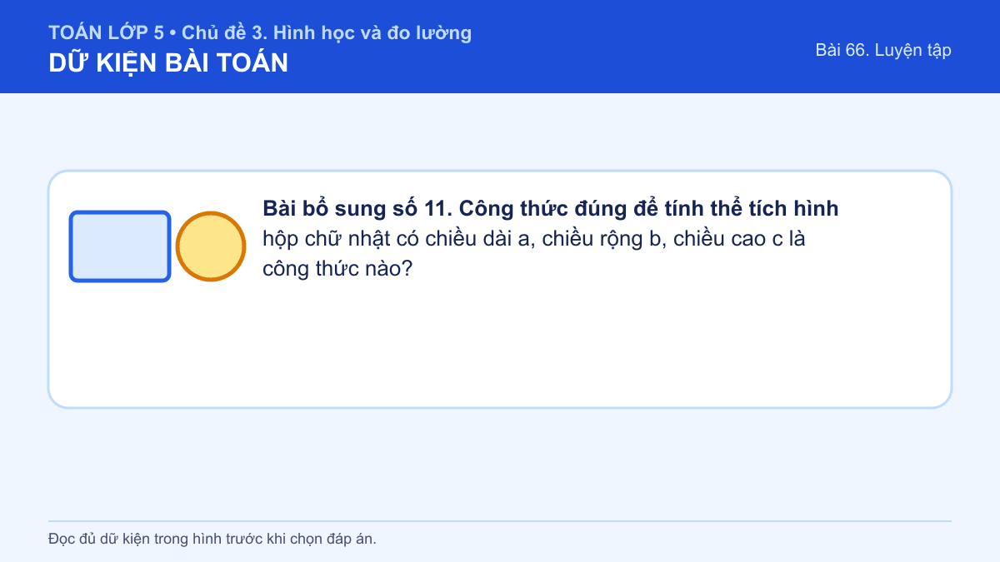 TOÁN LỚP 5 • Chủ đề 3. Hình học và đo lường
DỮ KIỆN BÀI TOÁN
Bài 66. Luyện tập
Bài bổ sung số 11. Công thức đúng để tính thể tích hình
hộp chữ nhật có chiều dài a, chiều rộng b, chiều cao c là
công thức nào?
Đọc đủ dữ kiện trong hình trước khi chọn đáp án.